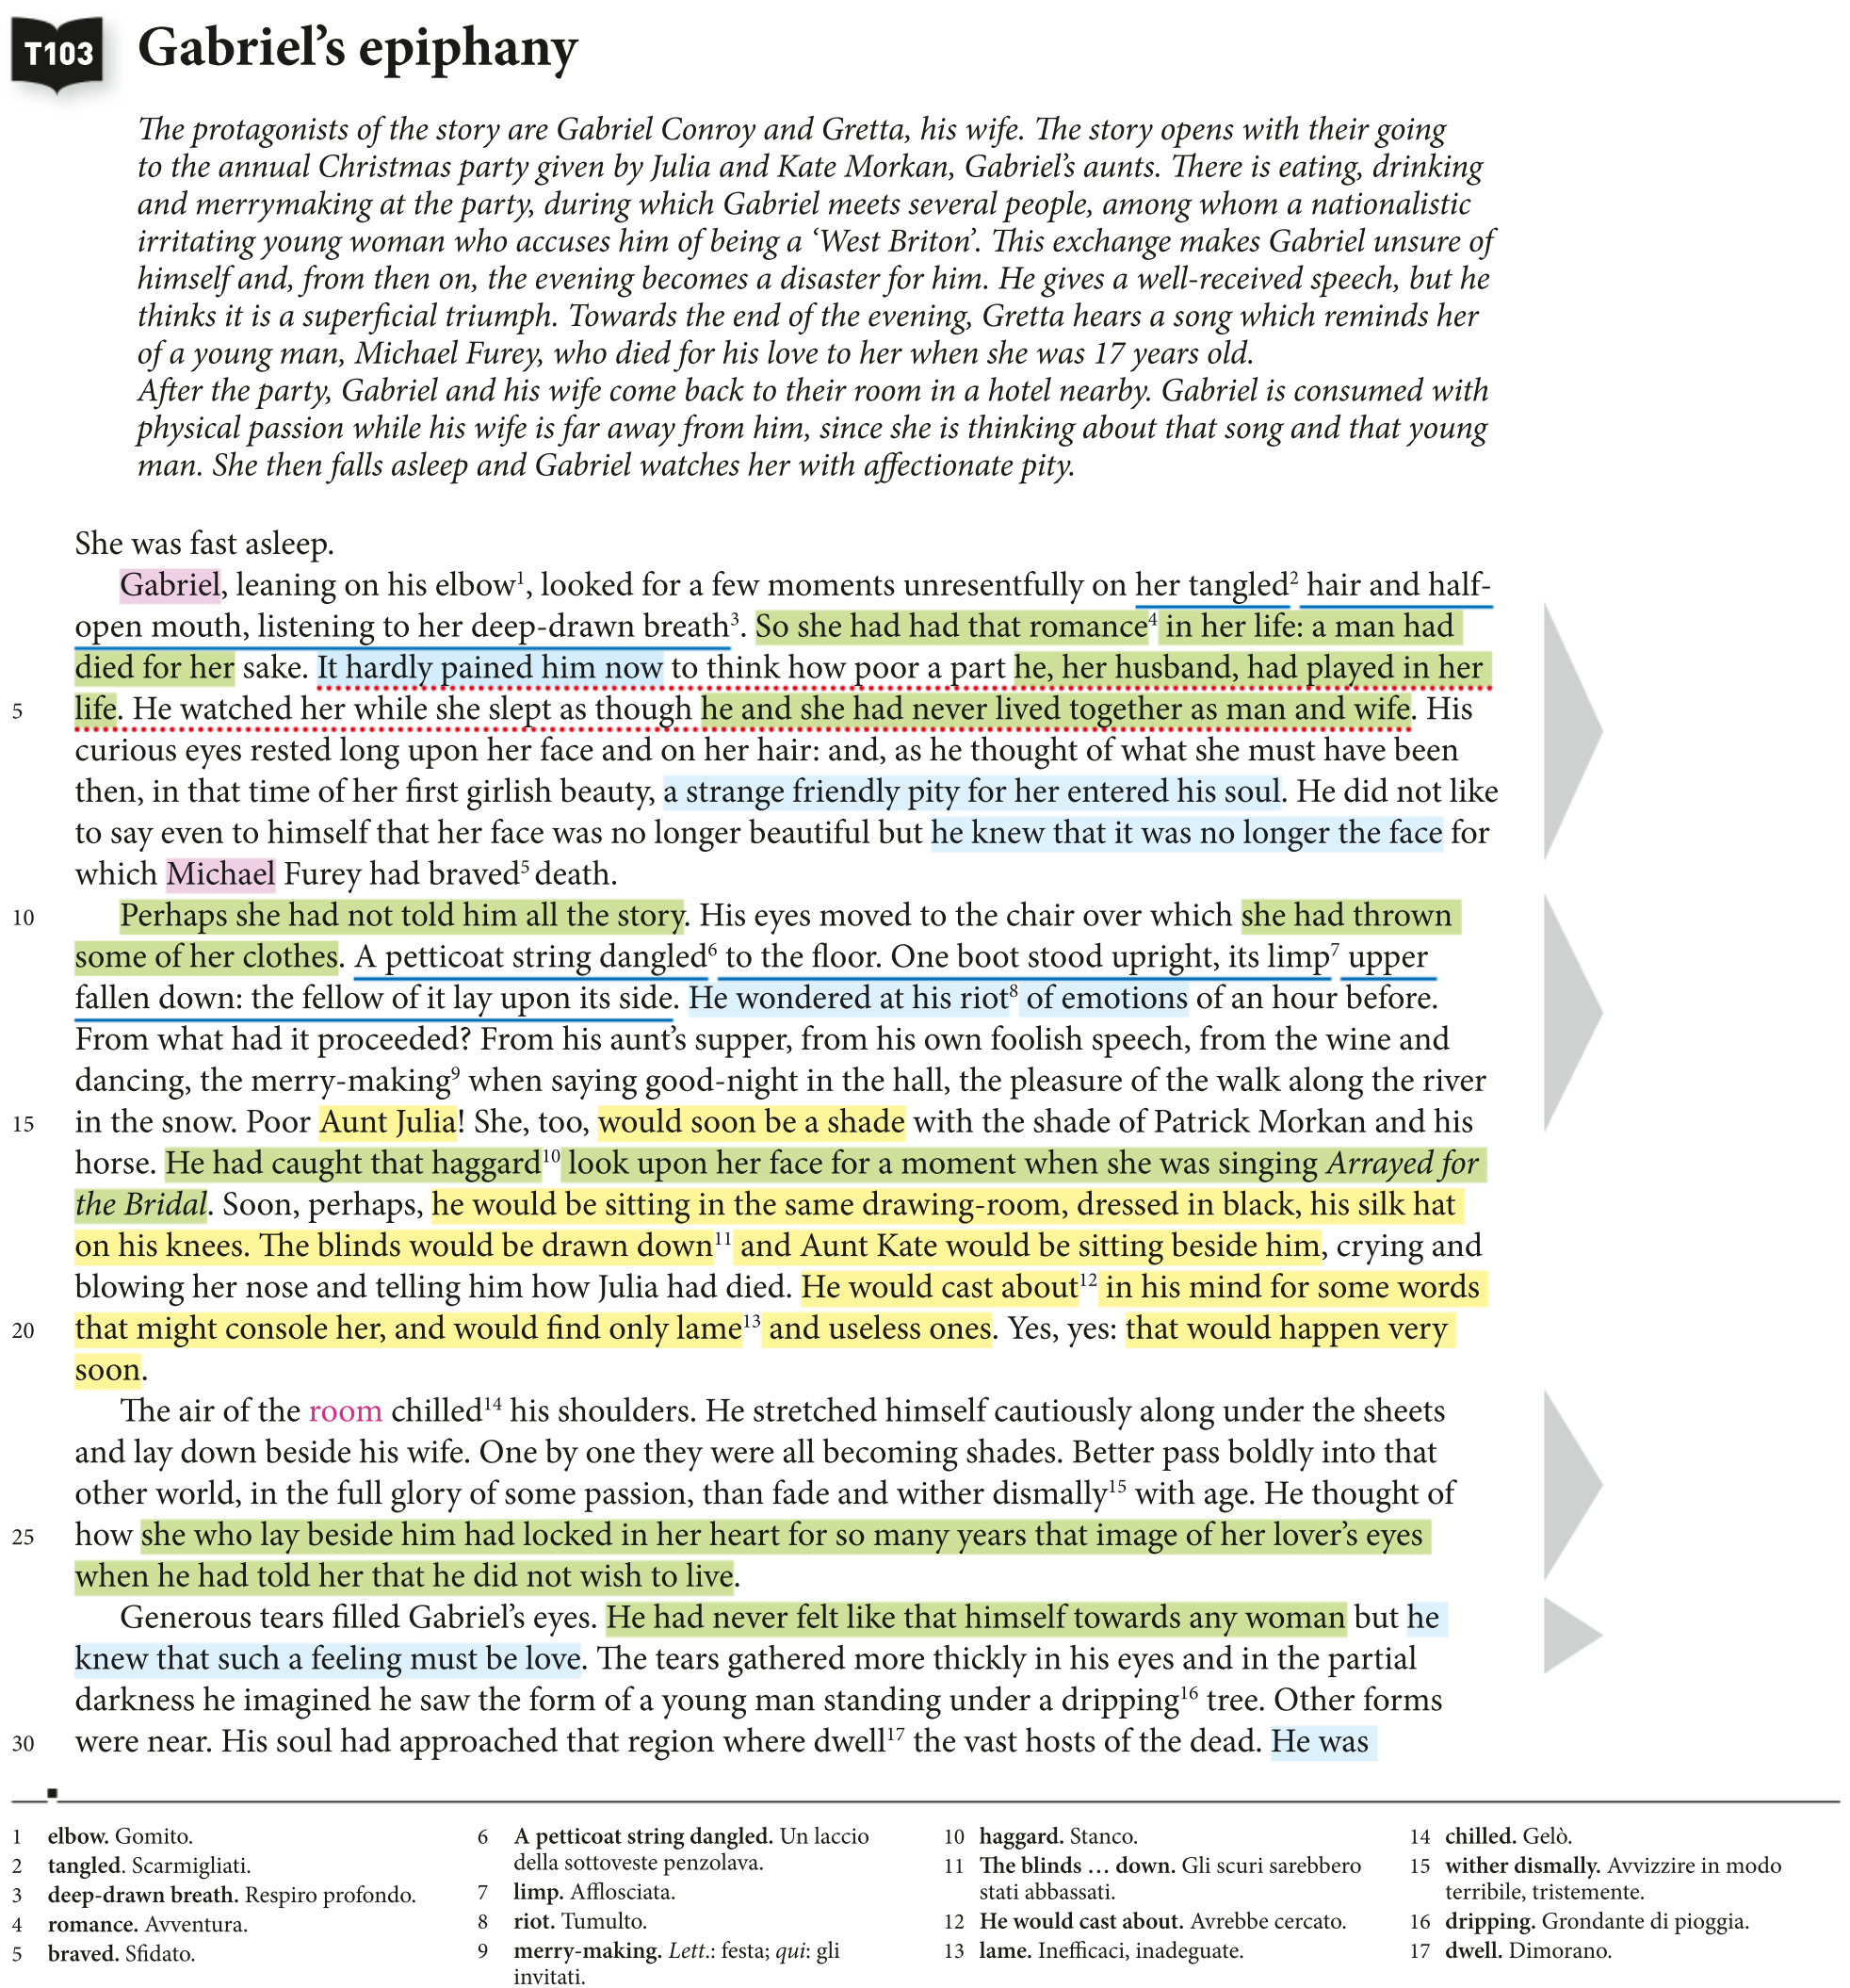 T103 Gabriel’s epiphany
The protagonists of the story are Gabriel Conroy and Gretta, his wife. The story opens with their going
to the annual Christmas party given by Julia and Kate Morkan, Gabriel’s aunts. There is eating, drinking
and merrymaking at the party, during which Gabriel meets several people, among whom a nationalistic
irritating young woman who accuses him of being a ‘West Briton’. This exchange makes Gabriel unsure of
himself and, from then on, the evening becomes a disaster for him. He gives a well-received speech, but he
thinks it is a superficial triumph. Towards the end of the evening, Gretta hears a song which reminds her
of a young man, Michael Furey, who died for his love to her when she was 17 years old.
After the party, Gabriel and his wife come back to their room in a hotel nearby. Gabriel is consumed with
physical passion while his wife is far away from him, since she is thinking about that song and that young
man. She then falls asleep and Gabriel watches her with affectionate pity.
She was fast asleep.
Gabriel, leaning on his elbow1, looked for a few moments unresentfully on her tangled2 hair and half-
open mouth, listening to her deep-drawn breath3. So she had had that romance4 in her life: a man had
died for her sake. It hardly pained him now to think how poor a part he, her husband, had played in her
5 life. He watched her while she slept as though he and she had never lived together as man and wife. His
curious eyes rested long upon her face and on her hair: and, as he thought of what she must have been
then, in that time of her first girlish beauty, a strange friendly pity for her entered his soul. He did not like
to say even to himself that her face was no longer beautiful but he knew that it was no longer the face for
which Michael Furey had braved5 death.
10 Perhaps she had not told him all the story. His eyes moved to the chair over which she had thrown
some of her clothes. A petticoat string dangled6 to the floor. One boot stood upright, its limp7 upper
fallen down: the fellow of it lay upon its side. He wondered at his riot8 of emotions of an hour before.
From what had it proceeded? From his aunt’s supper, from his own foolish speech, from the wine and
dancing, the merry-making9 when saying good-night in the hall, the pleasure of the walk along the river
15 in the snow. Poor Aunt Julia! She, too, would soon be a shade with the shade of Patrick Morkan and his
horse. He had caught that haggard10 look upon her face for a moment when she was singing Arrayed for
the Bridal. Soon, perhaps, he would be sitting in the same drawing-room, dressed in black, his silk hat
on his knees. The blinds would be drawn down11 and Aunt Kate would be sitting beside him, crying and
blowing her nose and telling him how Julia had died. He would cast about12 in his mind for some words
20 that might console her, and would find only lame13 and useless ones. Yes, yes: that would happen very
soon.
The air of the room chilled14 his shoulders. He stretched himself cautiously along under the sheets
and lay down beside his wife. One by one they were all becoming shades. Better pass boldly into that
other world, in the full glory of some passion, than fade and wither dismally15 with age. He thought of
25 how she who lay beside him had locked in her heart for so many years that image of her lover’s eyes
when he had told her that he did not wish to live.
Generous tears filled Gabriel’s eyes. He had never felt like that himself towards any woman but he
knew that such a feeling must be love. The tears gathered more thickly in his eyes and in the partial
darkness he imagined he saw the form of a young man standing under a dripping16 tree. Other forms
30 were near. His soul had approached that region where dwell17 the vast hosts of the dead. He was
1 elbow. Gomito.
2 tangled. Scarmigliati.
3 deep-drawn breath. Respiro profondo.
4 romance. Avventura.
5 braved. Sfidato.
6 A petticoat string dangled. Un laccio
della sottoveste penzolava.
7 limp. Afflosciata.
8 riot. Tumulto.
9 merry-making. Lett.: festa; qui: gli
invitati.
10 haggard. Stanco.
11 The blinds … down. Gli scuri sarebbero
stati abbassati.
12 He would cast about. Avrebbe cercato.
13 lame. Inefficaci, inadeguate.
14 chilled. Gelò.
15 wither dismally. Avvizzire in modo
terribile, tristemente.
16 dripping. Grondante di pioggia.
17 dwell. Dimorano.